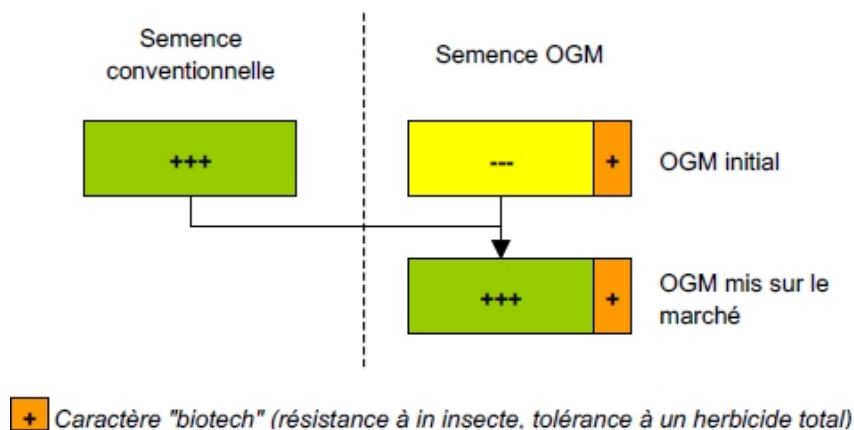 Semence
conventionnelle
Semence OGM
+++
---
+
OGM initial
+++
+
OGM mis sur le
marché
+ Caractère "biotech" (résistance à in insecte, tolérance à un herbicide total)